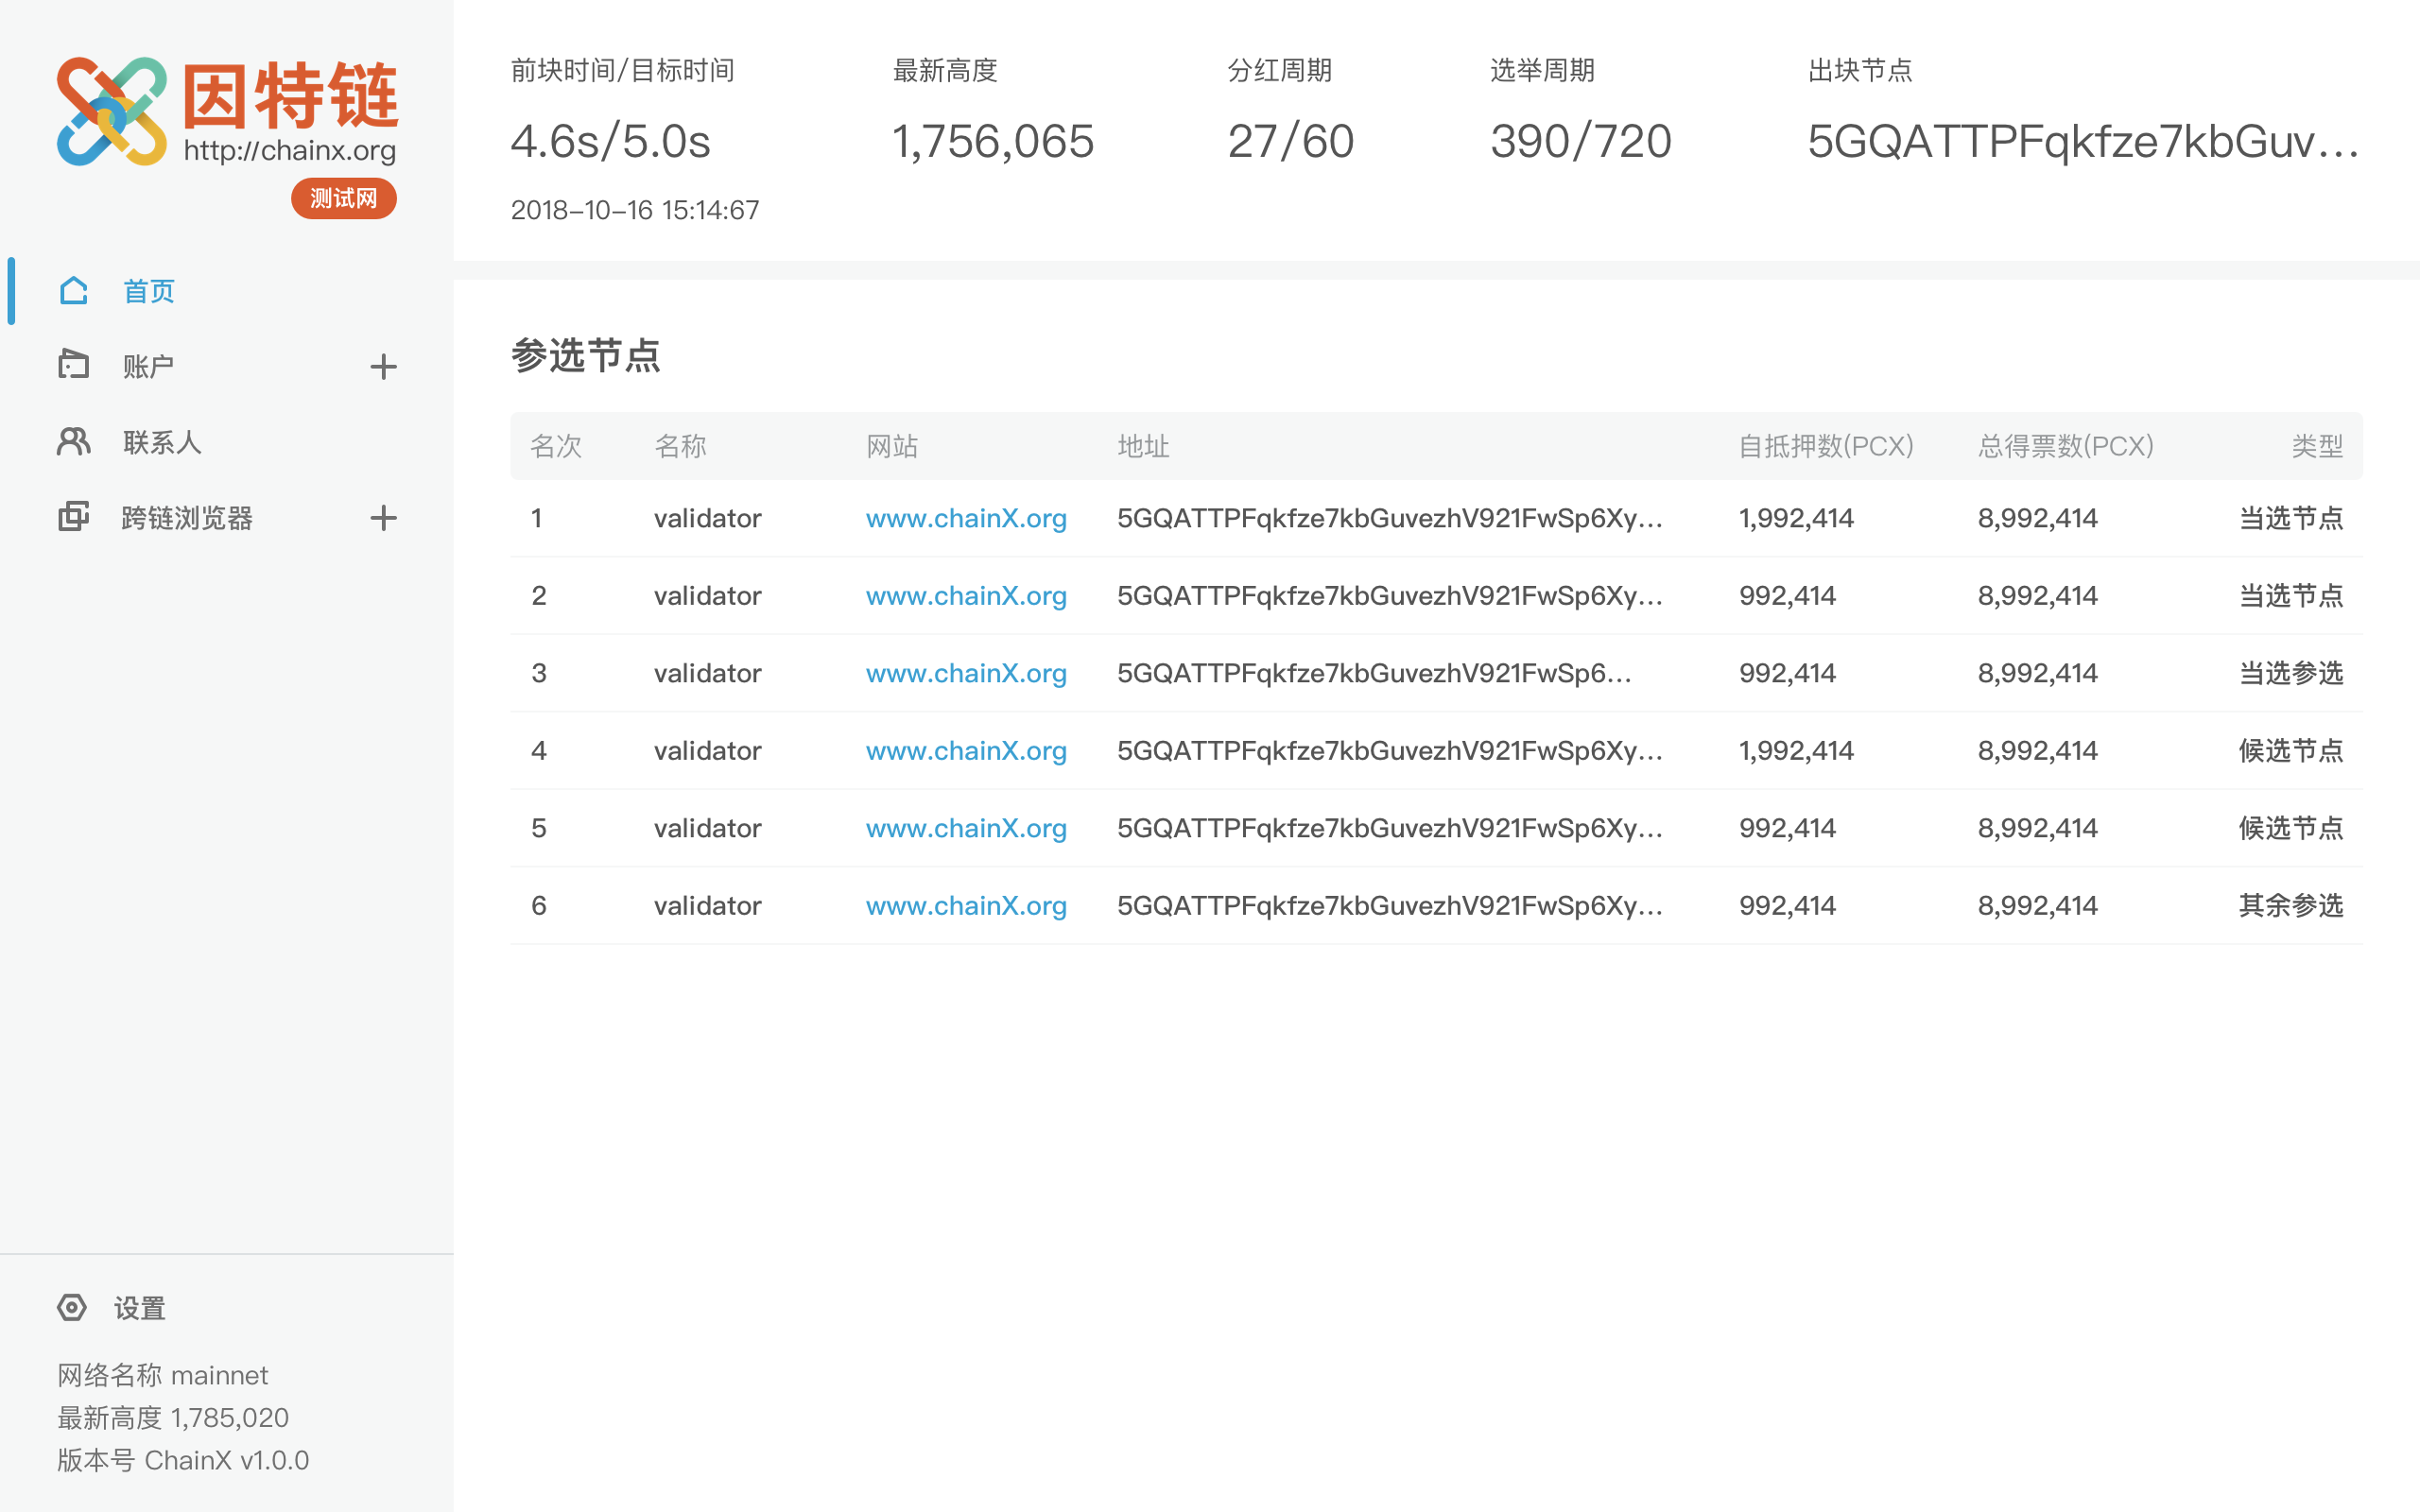 因特链
http://chainx.org
测试网
首页
账户
联系人
跨链浏览器
设置
网络名称 mainnet
最新高度 1,785,020
版本号 ChainX v1.0.0
前块时间/目标时间 最新高度 分红周期 选举周期 出块节点
4.6s/5.0s 1,756,065 27/60 390/720 5GQATTPFqkfze7kbGuv...
2018-10-16 15:14:67
参选节点
名次 名称 网站 地址 自抵押数(PCX) 总得票数(PCX) 类型
1 validator www.chainX.org 5GQATTPFqkfze7kbGuvezhV921FwSp6Xy... 1,992,414 8,992,414 当选节点
2 validator www.chainX.org 5GQATTPFqkfze7kbGuvezhV921FwSp6Xy... 992,414 8,992,414 当选节点
3 validator www.chainX.org 5GQATTPFqkfze7kbGuvezhV921FwSp6... 992,414 8,992,414 当选参选
4 validator www.chainX.org 5GQATTPFqkfze7kbGuvezhV921FwSp6Xy... 1,992,414 8,992,414 候选节点
5 validator www.chainX.org 5GQATTPFqkfze7kbGuvezhV921FwSp6Xy... 992,414 8,992,414 候选节点
6 validator www.chainX.org 5GQATTPFqkfze7kbGuvezhV921FwSp6Xy... 992,414 8,992,414 其余参选